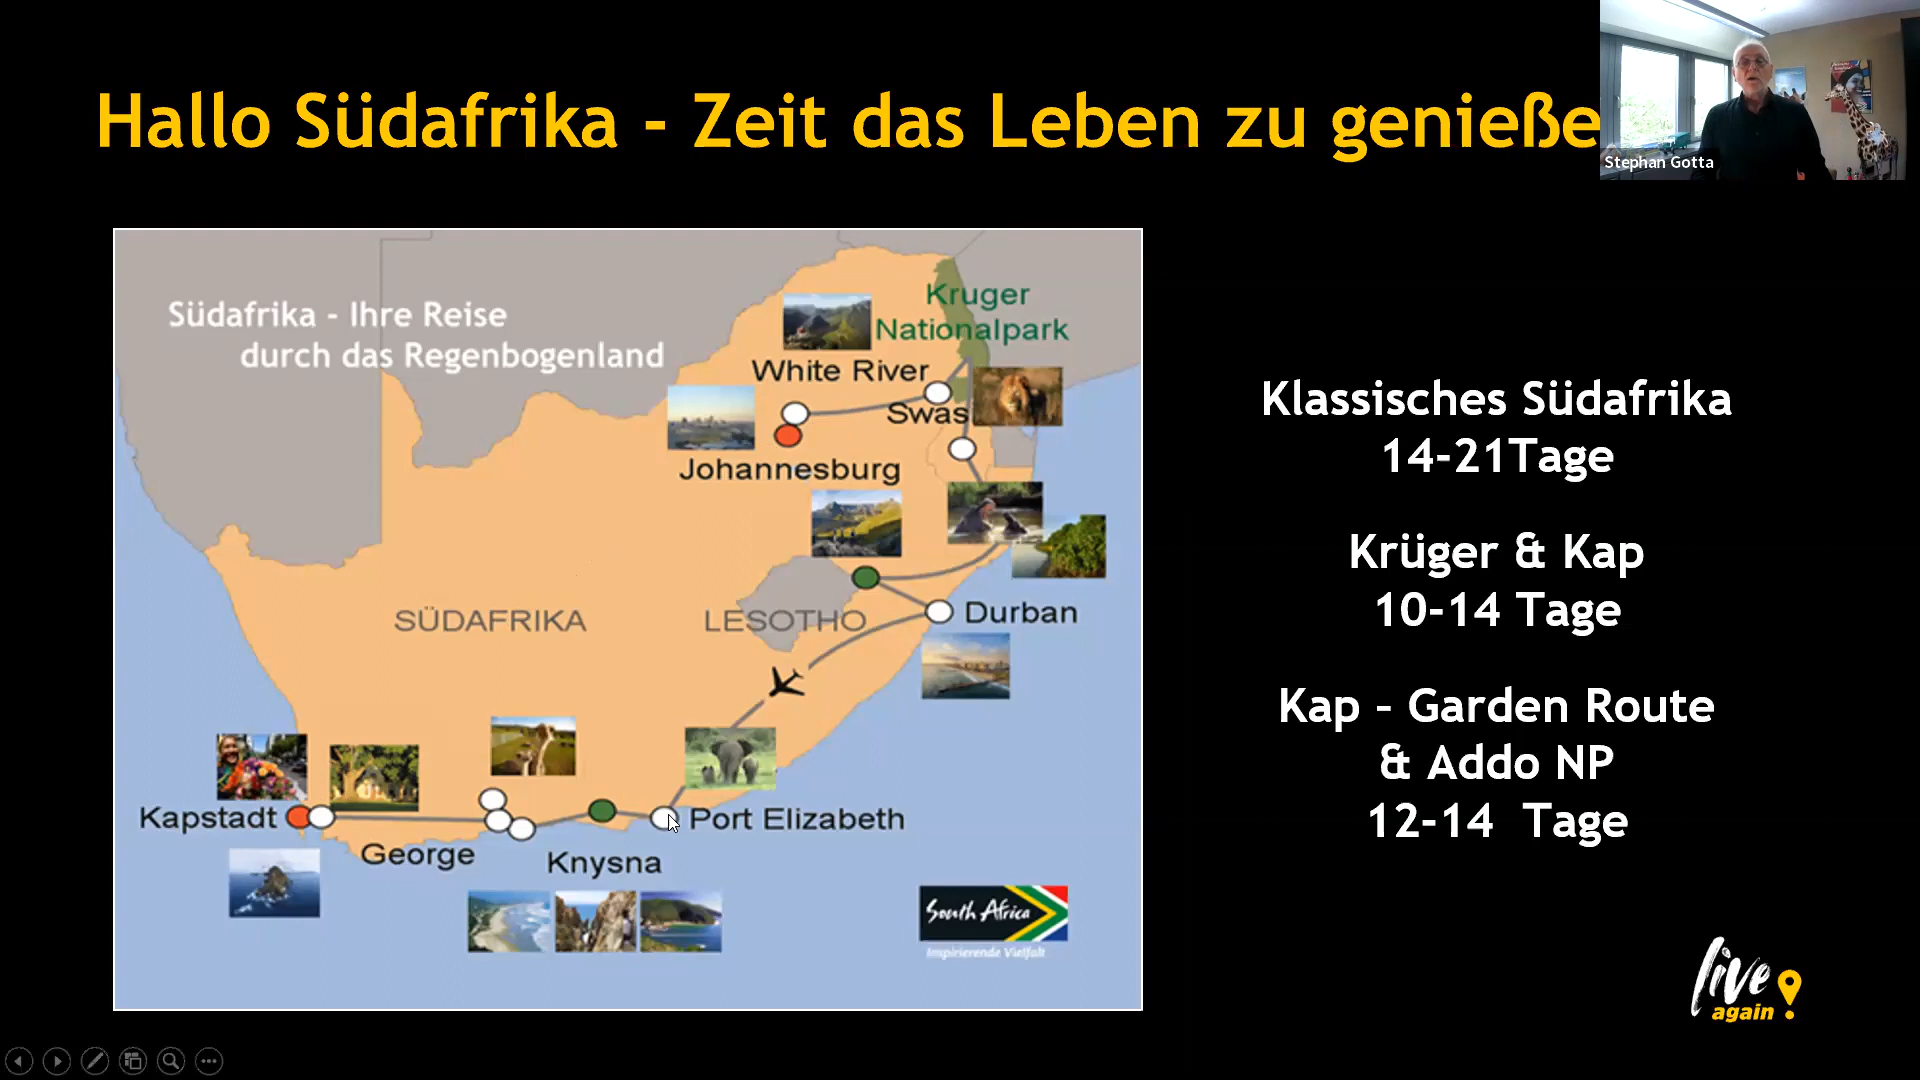 Hallo Südafrika - Zeit das Leben zu genieße
Stephan Gotta
Südafrika - Ihre Reise
durch das Regenbogenland
Kruger
Nationalpark
White River
Swas
Johannesburg
SÜDAFRIKA
LESOTHO
Durban
Kapstadt
Port Elizabeth
George
Knysna
South Africa
Inspirierende Vielfalt
Klassisches Südafrika
14-21Tage
Krüger & Kap
10-14 Tage
Kap – Garden Route
& Addo NP
12-14  Tage
live
again